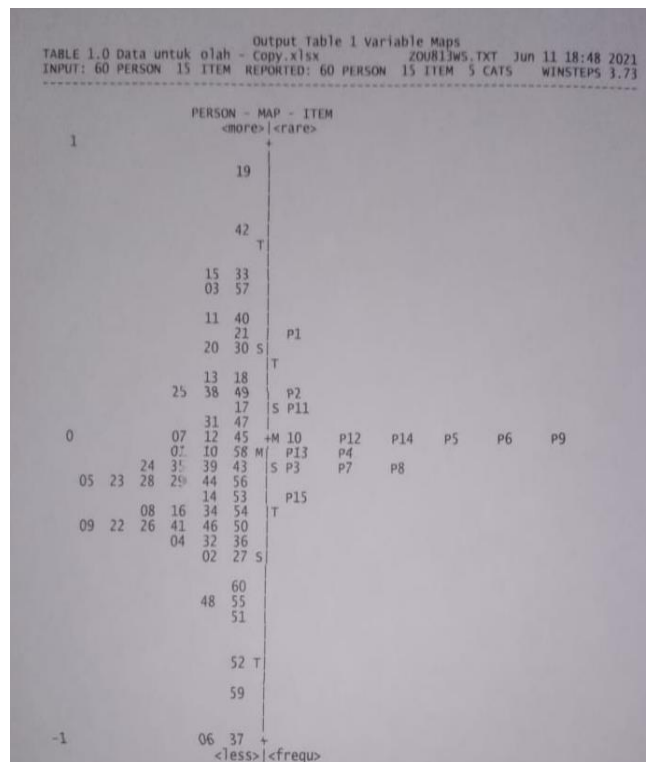 Output Table 1 Variable Maps
TABLE 1.0 Data untuk olah - Copy.xlsx ZOU813WS.TXT Jun 11 18:48 2021
INPUT: 60 PERSON 15 ITEM REPORTED: 60 PERSON 15 ITEM 5 CATS WINSTEPS 3.73
PERSON - MAP - ITEM
<more>|<rare>
1 +
19
42
T
15 33
03 57
11 40
21 P1
20 30 S
T
13 18
25 38 49 P2
17 S P11
31 47
0 07 12 45 +M 10 P12 P14 P5 P6 P9
10 58 M P13 P4
24 35 39 43 S P3 P7 P8
05 23 28 29 44 56
14 53 P15
08 16 34 54 T
09 22 26 41 46 50
04 32 36
02 27 S
60
48 55
51
52 T
59
-1 06 37 +
<less>|<frequ>